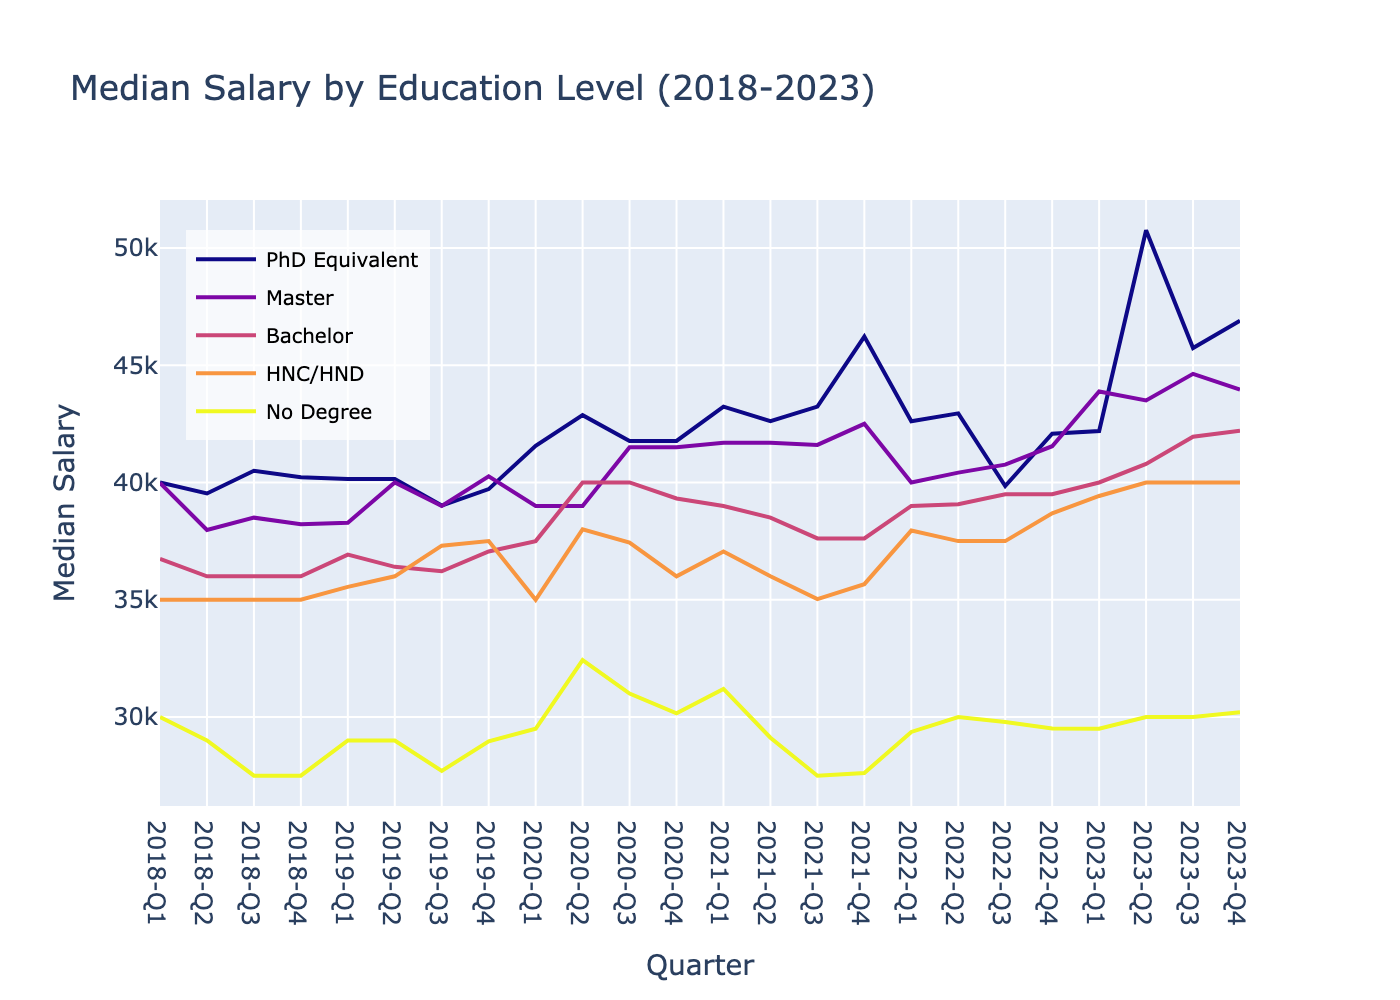 Median Salary by Education Level (2018-2023)
PhD Equivalent
Master
Bachelor
HNC/HND
No Degree
50k
45k
40k
35k
30k
Median Salary
2018-Q1
2018-Q2
2018-Q3
2018-Q4
2019-Q1
2019-Q2
2019-Q3
2019-Q4
2020-Q1
2020-Q2
2020-Q3
2020-Q4
2021-Q1
2021-Q2
2021-Q3
2021-Q4
2022-Q1
2022-Q2
2022-Q3
2022-Q4
2023-Q1
2023-Q2
2023-Q3
2023-Q4
Quarter